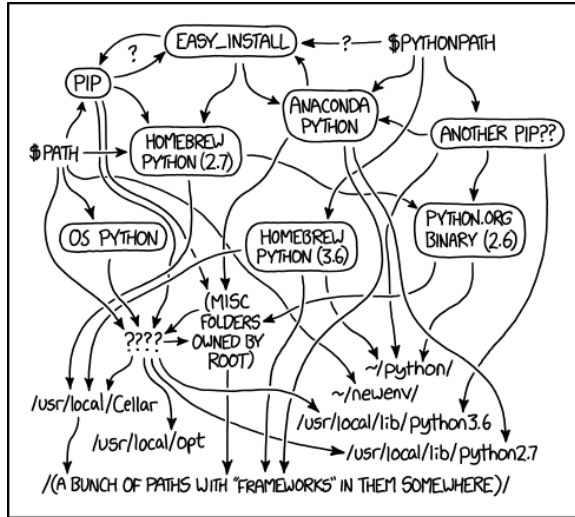 EASY_INSTALL
?
$PYTHONPATH
?
PIP
ANACONDA
PYTHON
ANOTHER PIP??
HOMEBREW
PYTHON (2.7)
$PATH
OS PYTHON
HOMEBREW
PYTHON (3.6)
PYTHON.ORG
BINARY (2.6)
(MISC
FOLDERS
OWNED BY
ROOT)
????
~/python/
~/newenv/
/usr/local/Cellar
/usr/local/opt
/usr/local/lib/python3.6
/usr/local/lib/python2.7
/(A BUNCH OF PATHS WITH "FRAMEWORKS" IN THEM SOMEWHERE)/